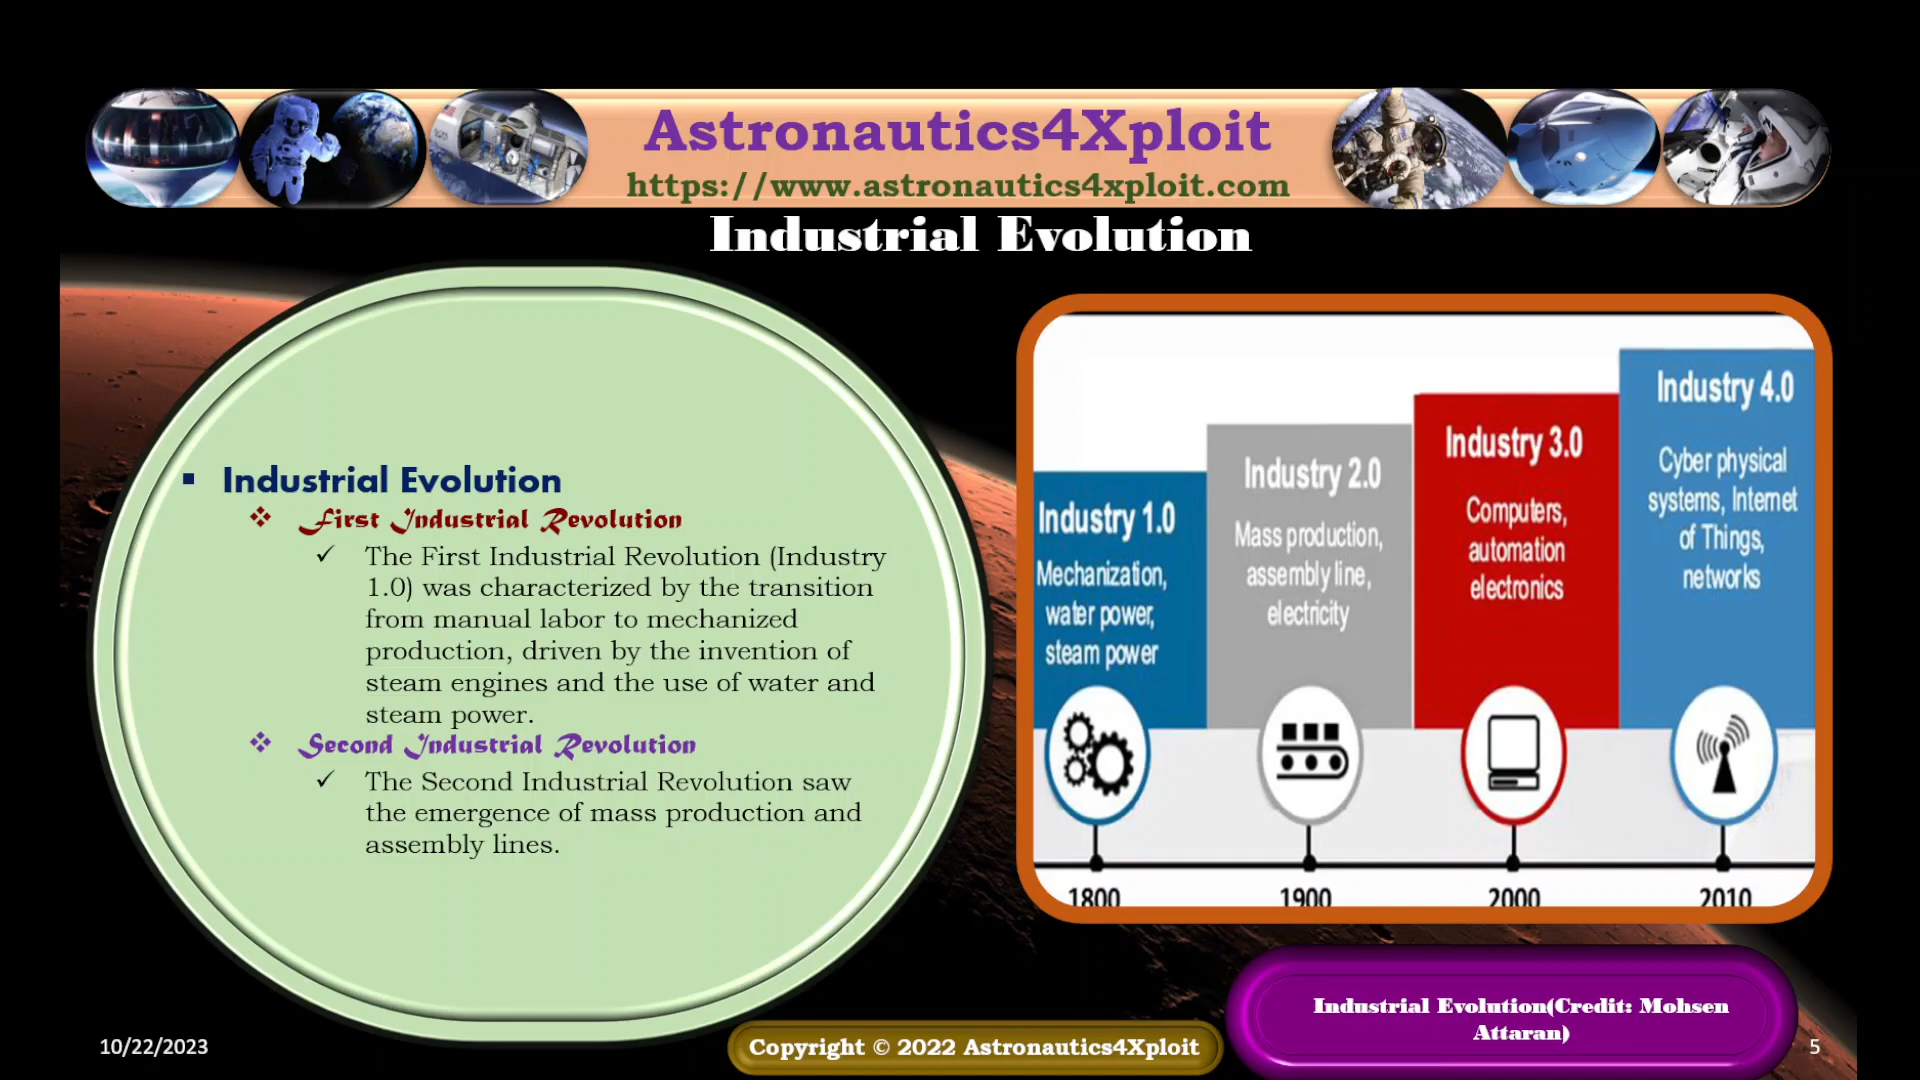 Astronautics4Xploit
https://www.astronautics4xploit.com
Industrial Evolution
▪ Industrial Evolution
❖ First Industrial Revolution
✓ The First Industrial Revolution (Industry
1.0) was characterized by the transition
from manual labor to mechanized
production, driven by the invention of
steam engines and the use of water and
steam power.
❖ Second Industrial Revolution
✓ The Second Industrial Revolution saw
the emergence of mass production and
assembly lines.
Industry 1.0
Mechanization,
water power,
steam power
1800
Industry 2.0
Mass production,
assembly line,
electricity
1900
Industry 3.0
Computers,
automation
electronics
2000
Industry 4.0
Cyber physical
systems, Internet
of Things,
networks
2010
Industrial Evolution(Credit: Mohsen
Attaran)
10/22/2023
Copyright © 2022 Astronautics4Xploit
5